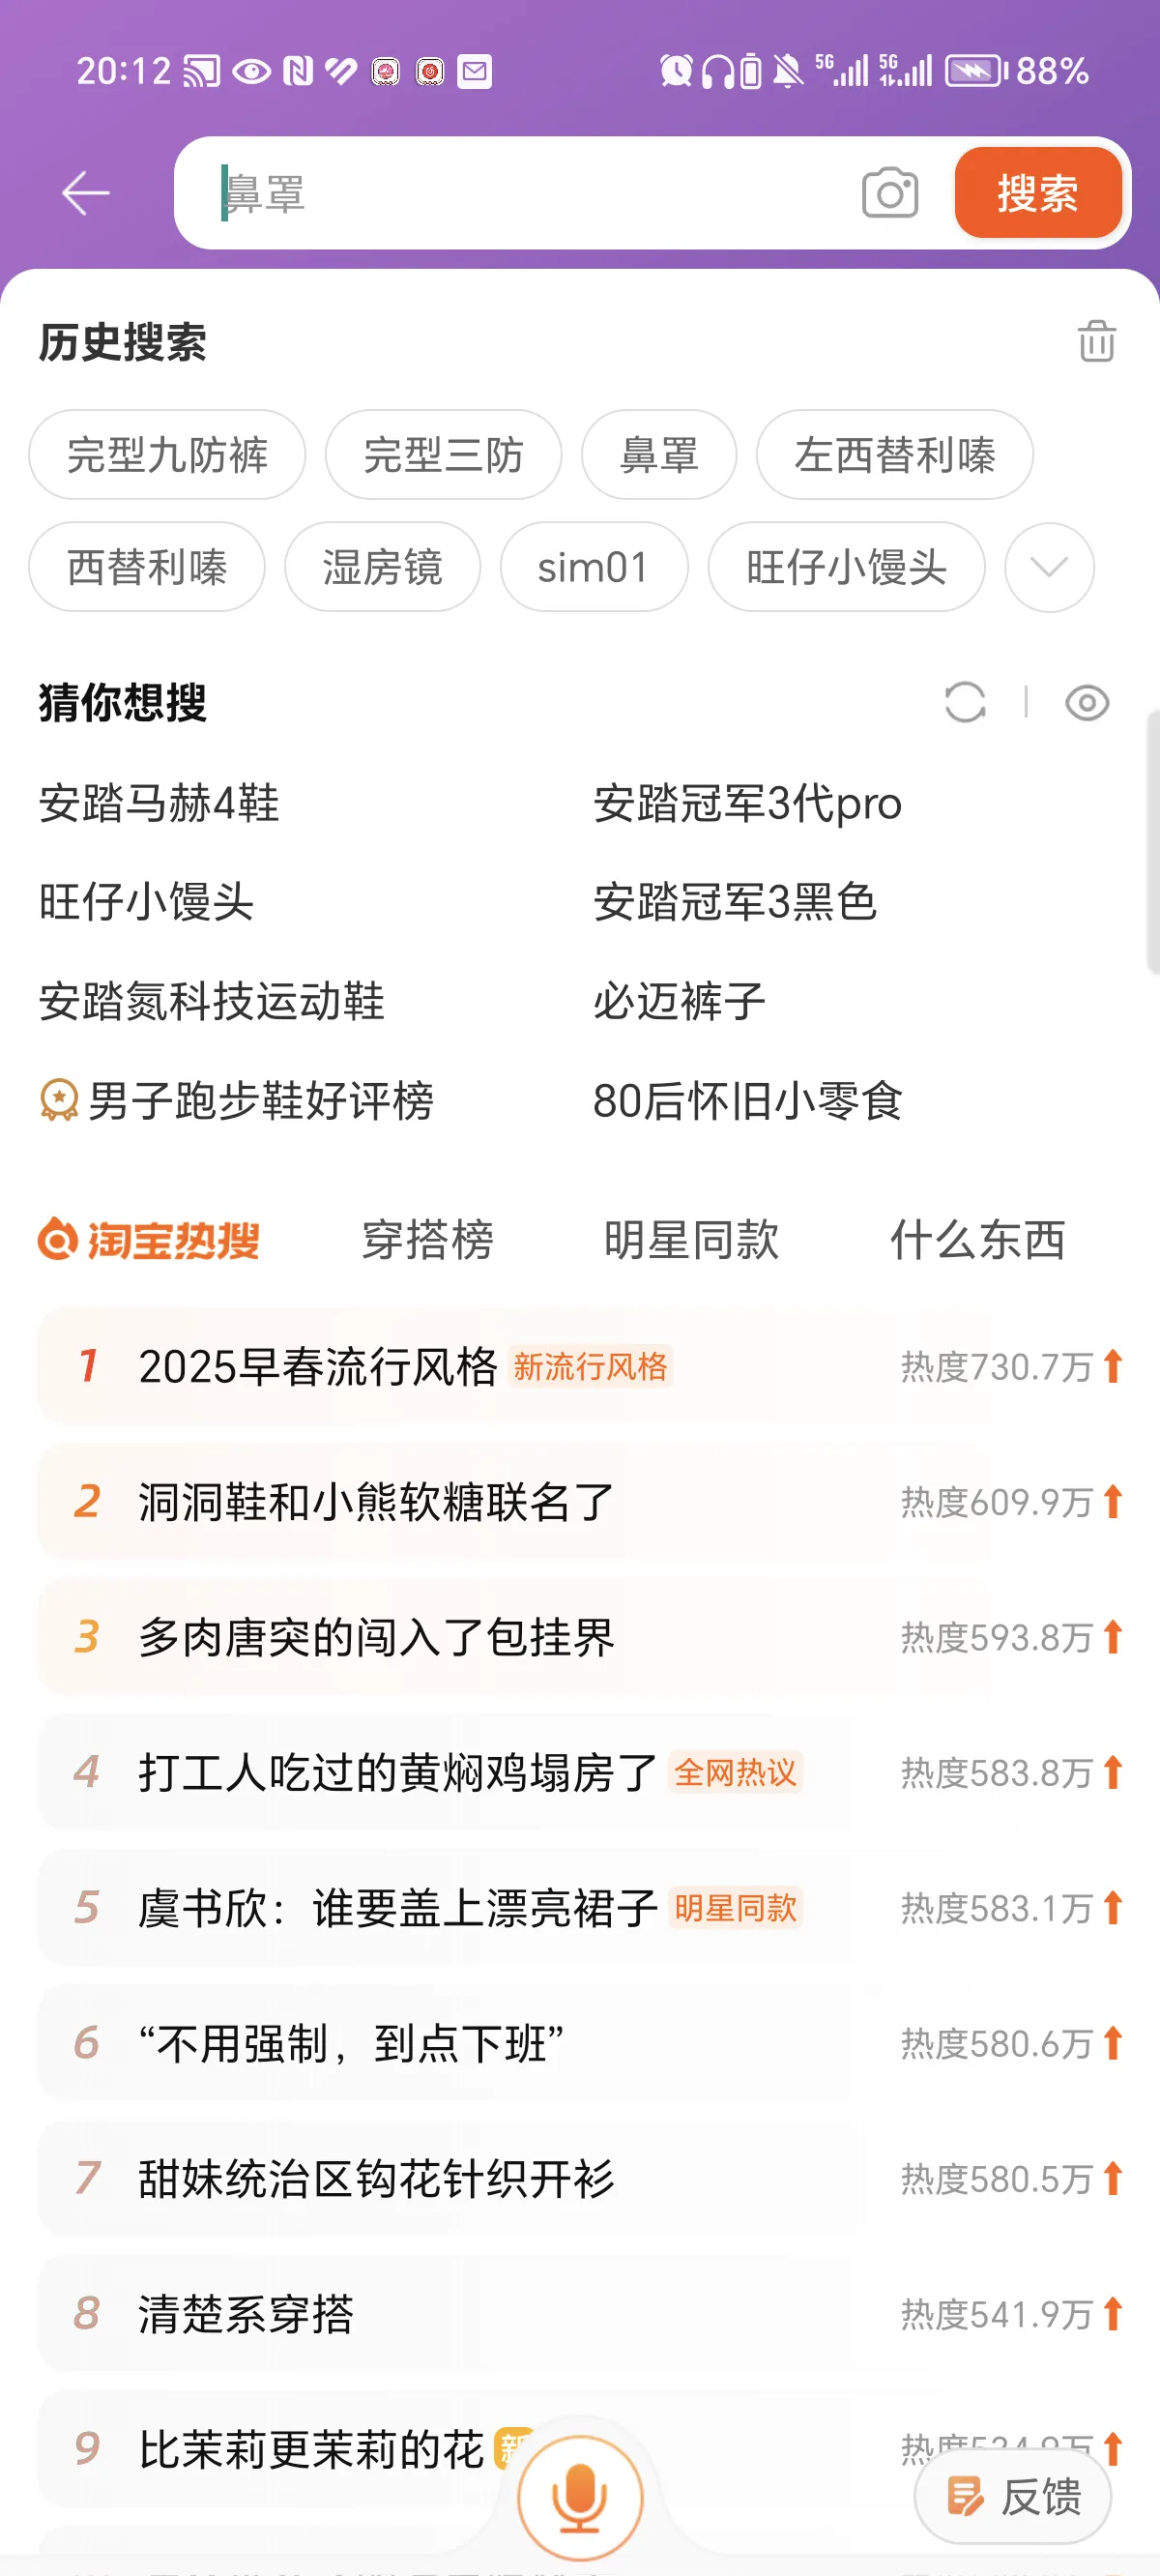 20:12 5G 5G 88%
鼻罩 搜索
历史搜索
完型九防裤 完型三防 鼻罩 左西替利嗪
西替利嗪 湿房镜 sim01 旺仔小馒头
猜你想搜
安踏马赫4鞋 安踏冠军3代pro
旺仔小馒头 安踏冠军3黑色
安踏氮科技运动鞋 必迈裤子
男子跑步鞋好评榜 80后怀旧小零食
淘宝热搜 穿搭榜 明星同款 什么东西
1 2025早春流行风格 新流行风格 热度730.7万
2 洞洞鞋和小熊软糖联名了 热度609.9万
3 多肉唐突的闯入了包挂界 热度593.8万
4 打工人吃过的黄焖鸡塌房了 全网热议 热度583.8万
5 虞书欣：谁要盖上漂亮裙子 明星同款 热度583.1万
6 “不用强制，到点下班” 热度580.6万
7 甜妹统治区钩花针织开衫 热度580.5万
8 清楚系穿搭 热度541.9万
9 比茉莉更茉莉的花
反馈